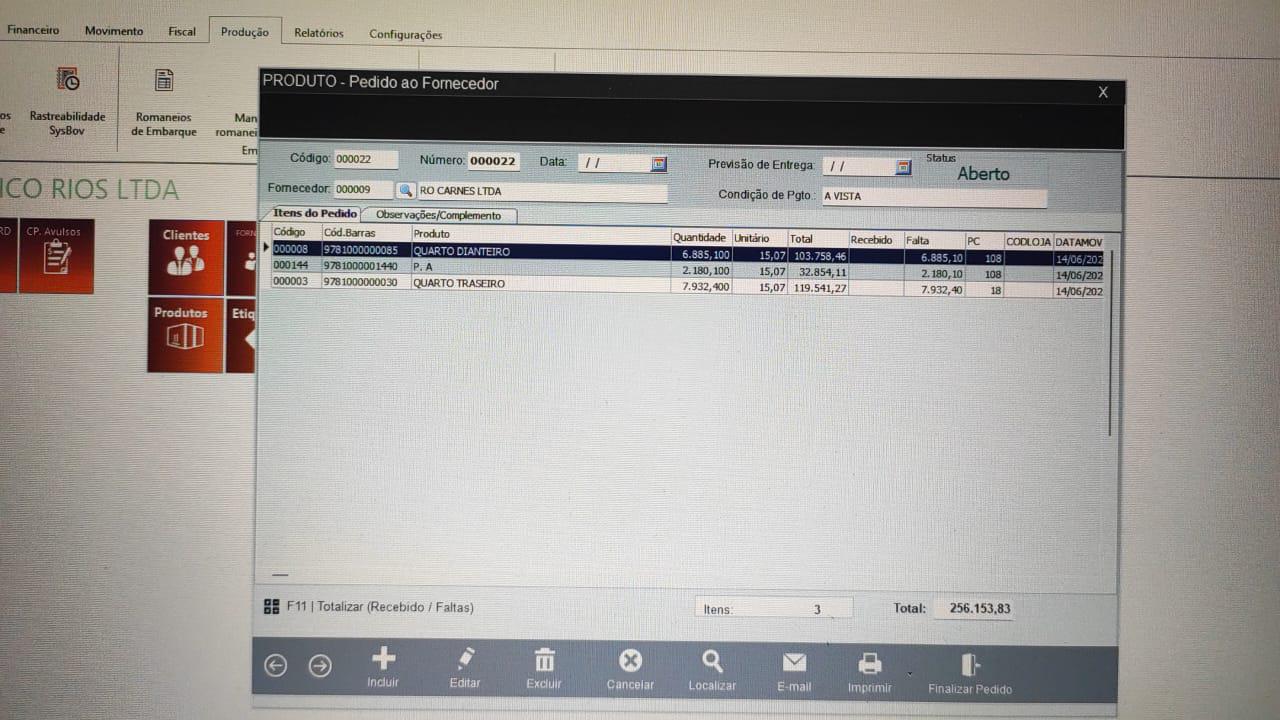 Financeiro Movimento Fiscal Produção Relatórios Configurações
Rastreabilidade
SysBov
Romaneios
de Embarque
Man
romanei
Em
ICO RIOS LTDA
RD
CP. Avulsos
Clientes
FORN
Produtos
Etiq
PRODUTO - Pedido ao Fornecedor X
Código: 000022 Número: 000022 Data: / / Previsão de Entrega: / / Status
Aberto
Fornecedor: 000009 RO CARNES LTDA Condição de Pgto.: A VISTA
Itens do Pedido Observações/Complemento
Código Cód.Barras Produto Quantidade Unitário Total Recebido Falta PC CODLOJA DATAMOV
000008 9781000000085 QUARTO DIANTEIRO 6.885,100 15,07 103.758,46 6.885,10 108 14/06/202
000144 9781000001440 P. A 2.180,100 15,07 32.854,11 2.180,10 108 14/06/202
000003 9781000000030 QUARTO TRASEIRO 7.932,400 15,07 119.541,27 7.932,40 18 14/06/202
F11 | Totalizar (Recebido / Faltas) Itens: 3 Total: 256.153,83
Incluir Editar Excluir Cancelar Localizar E-mail Imprimir Finalizar Pedido